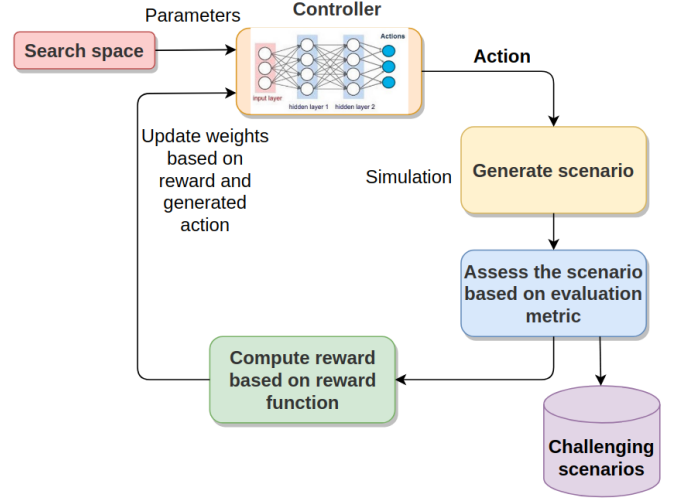 Parameters
Controller
Search space
Actions
input layer
hidden layer 1
hidden layer 2
Action
Update weights
based on
reward and
generated
action
Simulation
Generate scenario
Assess the scenario
based on evaluation
metric
Compute reward
based on reward
function
Challenging
scenarios